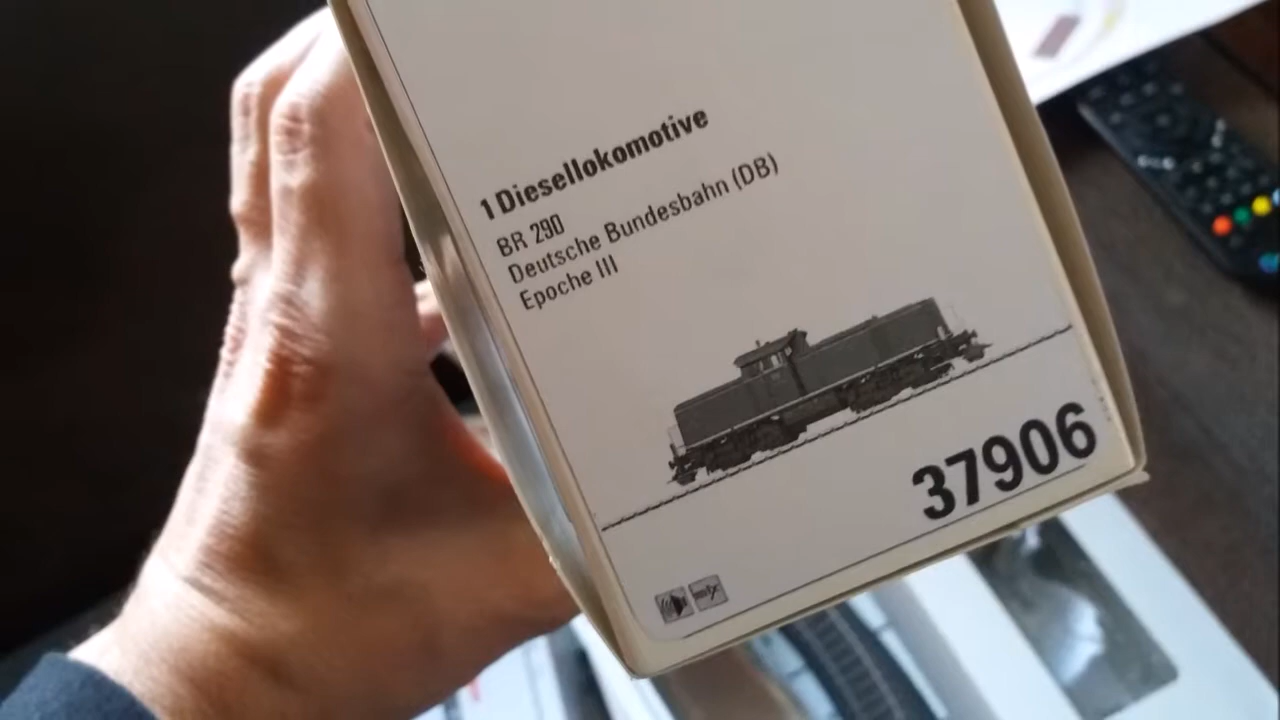 1 Diesellokomotive
BR 290
Deutsche Bundesbahn (DB)
Epoche III
37906